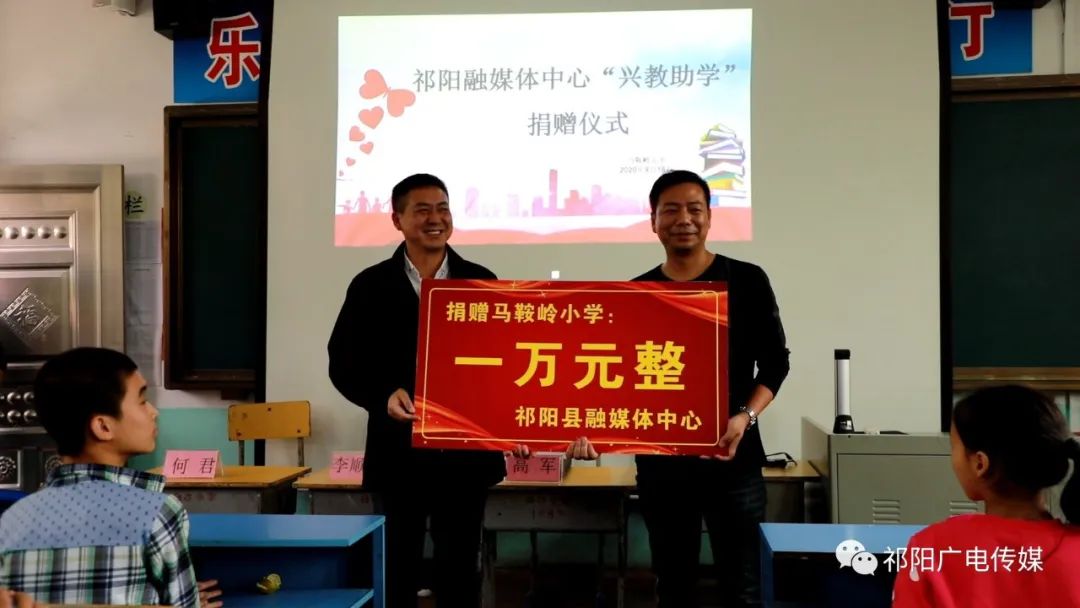 乐
祁阳融媒体中心“兴教助学”
捐赠仪式
栏
捐赠马鞍岭小学：
一万元整
祁阳县融媒体中心
何君
李顺
高军
祁阳广电传媒